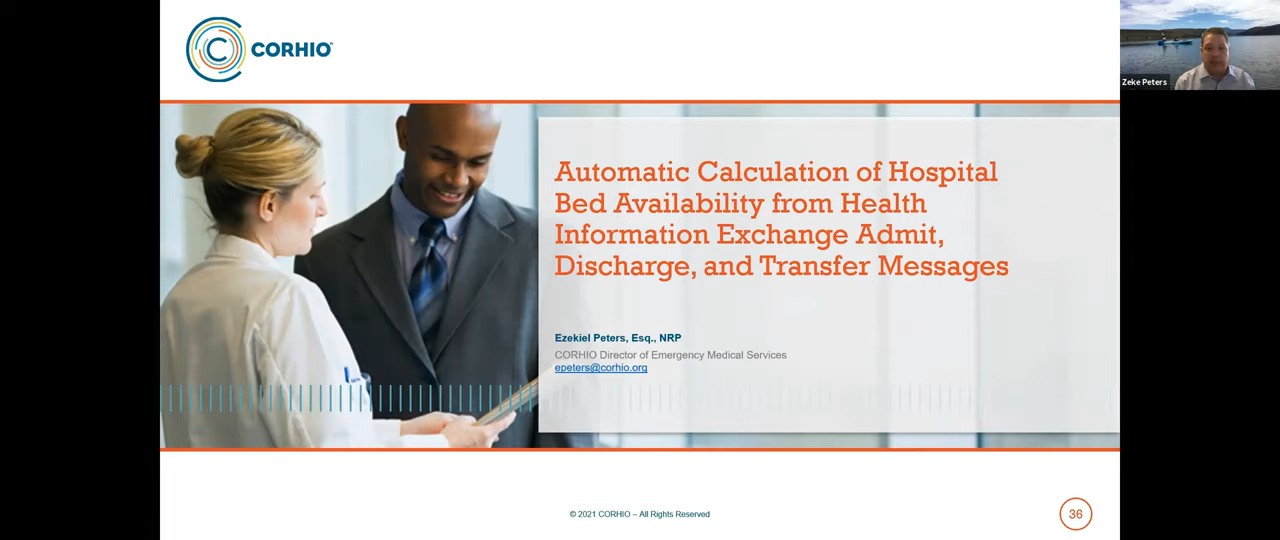 CORHIO
Zeke Peters
Automatic Calculation of Hospital
Bed Availability from Health
Information Exchange Admit,
Discharge, and Transfer Messages
Ezekiel Peters, Esq., NRP
CORHIO Director of Emergency Medical Services
epeters@corhio.org
© 2021 CORHIO – All Rights Reserved
36